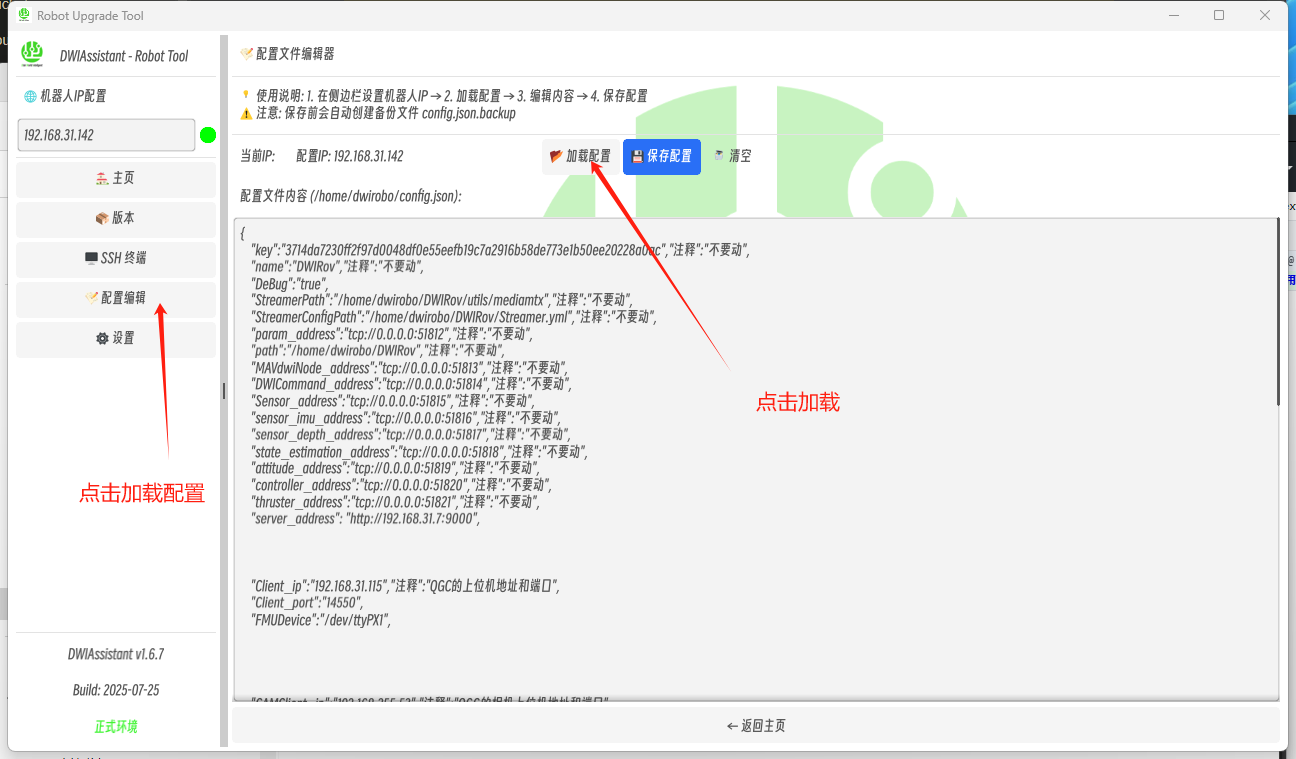 Robot Upgrade Tool
DWIAssistant - Robot Tool
机器人IP配置
192.168.31.142
主页
版本
SSH 终端
配置编辑
设置
点击加载配置
DWIAssistant v1.6.7
Build: 2025-07-25
正式环境
配置文件编辑器
使用说明: 1. 在侧边栏设置机器人IP → 2. 加载配置 → 3. 编辑内容 → 4. 保存配置
注意: 保存前会自动创建备份文件 config.json.backup
当前IP: 配置IP: 192.168.31.142 加载配置 保存配置 清空
配置文件内容 (/home/dwirobo/config.json):
{
"key":"3714da7230ff2f97d0048df0e55eefb19c7a2916b58de773e1b50ee20228a0ac","注释":"不要动",
"name":"DWIRov","注释":"不要动",
"DeBug":"true",
"StreamerPath":"/home/dwirobo/DWIRov/utils/mediamtx","注释":"不要动",
"StreamerConfigPath":"/home/dwirobo/DWIRov/Streamer.yml","注释":"不要动",
"param_address":"tcp://0.0.0.0:51812","注释":"不要动",
"path":"/home/dwirobo/DWIRov","注释":"不要动",
"MAVdwiNode_address":"tcp://0.0.0.0:51813","注释":"不要动",
"DWICommand_address":"tcp://0.0.0.0:51814","注释":"不要动",
"Sensor_address":"tcp://0.0.0.0:51815","注释":"不要动",
"sensor_imu_address":"tcp://0.0.0.0:51816","注释":"不要动",
"sensor_depth_address":"tcp://0.0.0.0:51817","注释":"不要动",
"state_estimation_address":"tcp://0.0.0.0:51818","注释":"不要动",
"attitude_address":"tcp://0.0.0.0:51819","注释":"不要动",
"controller_address":"tcp://0.0.0.0:51820","注释":"不要动",
"thruster_address":"tcp://0.0.0.0:51821","注释":"不要动",
"server_address": "http://192.168.31.7:9000",
"Client_ip":"192.168.31.115","注释":"QGC的上位机地址和端口",
"Client_port":"14550",
"FMUDevice":"/dev/ttyPX1",
点击加载
← 返回主页